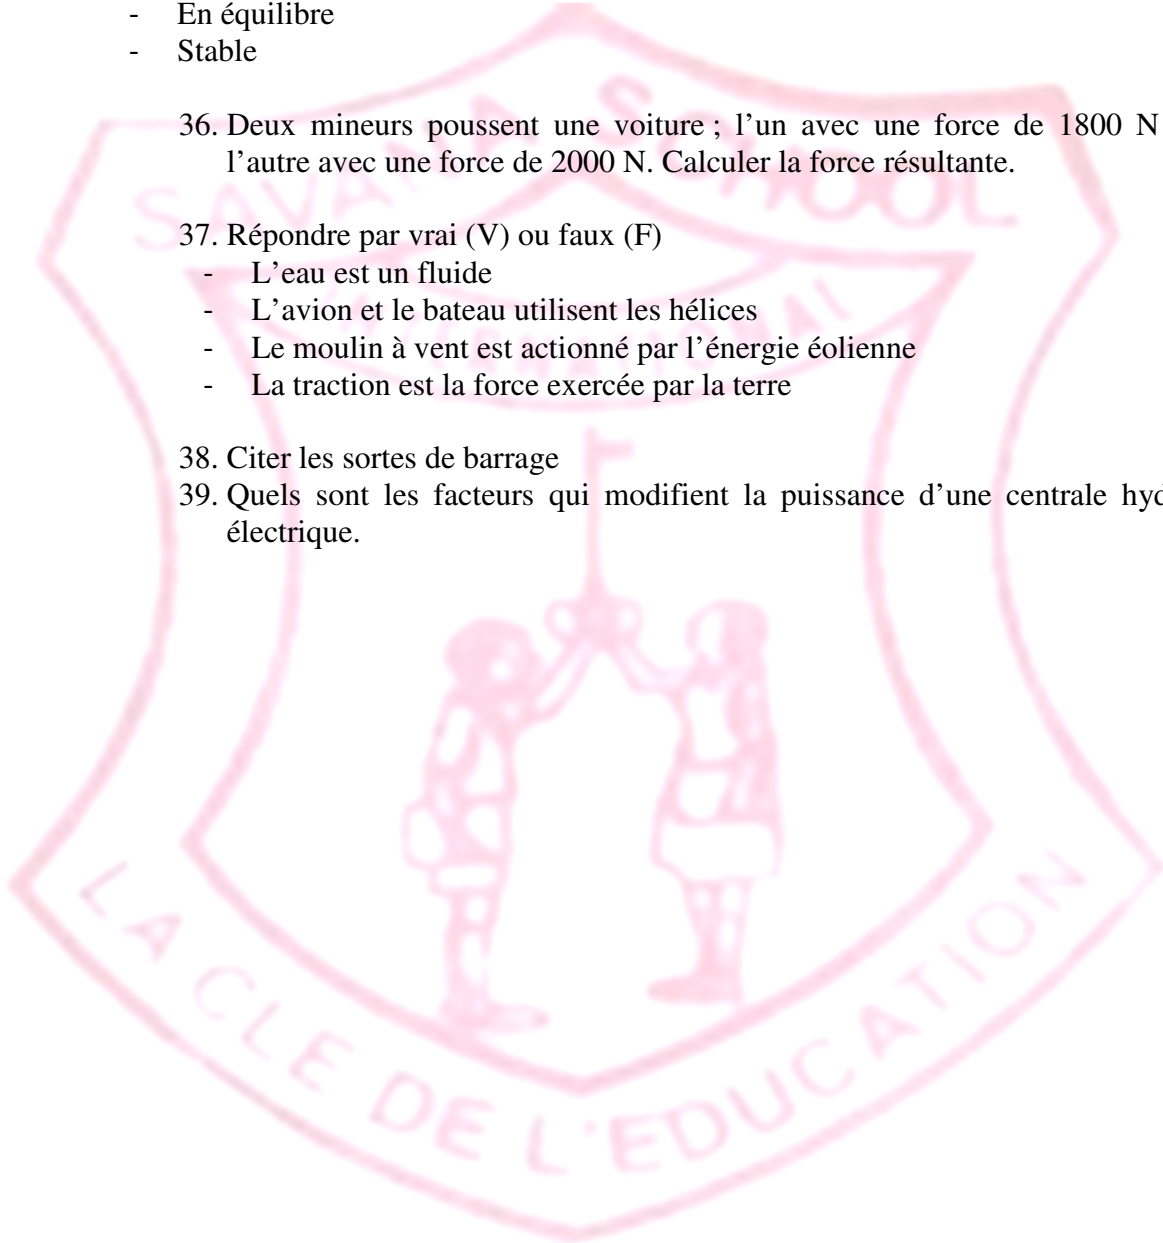 - En équilibre
- Stable
36. Deux mineurs poussent une voiture ; l’un avec une force de 1800 N
l’autre avec une force de 2000 N. Calculer la force résultante.
37. Répondre par vrai (V) ou faux (F)
- L’eau est un fluide
- L’avion et le bateau utilisent les hélices
- Le moulin à vent est actionné par l’énergie éolienne
- La traction est la force exercée par la terre
38. Citer les sortes de barrage
39. Quels sont les facteurs qui modifient la puissance d’une centrale
électrique.
SAVANA SCHOOL
INTERNATIONAL
LA CLE DE L'EDUCATION